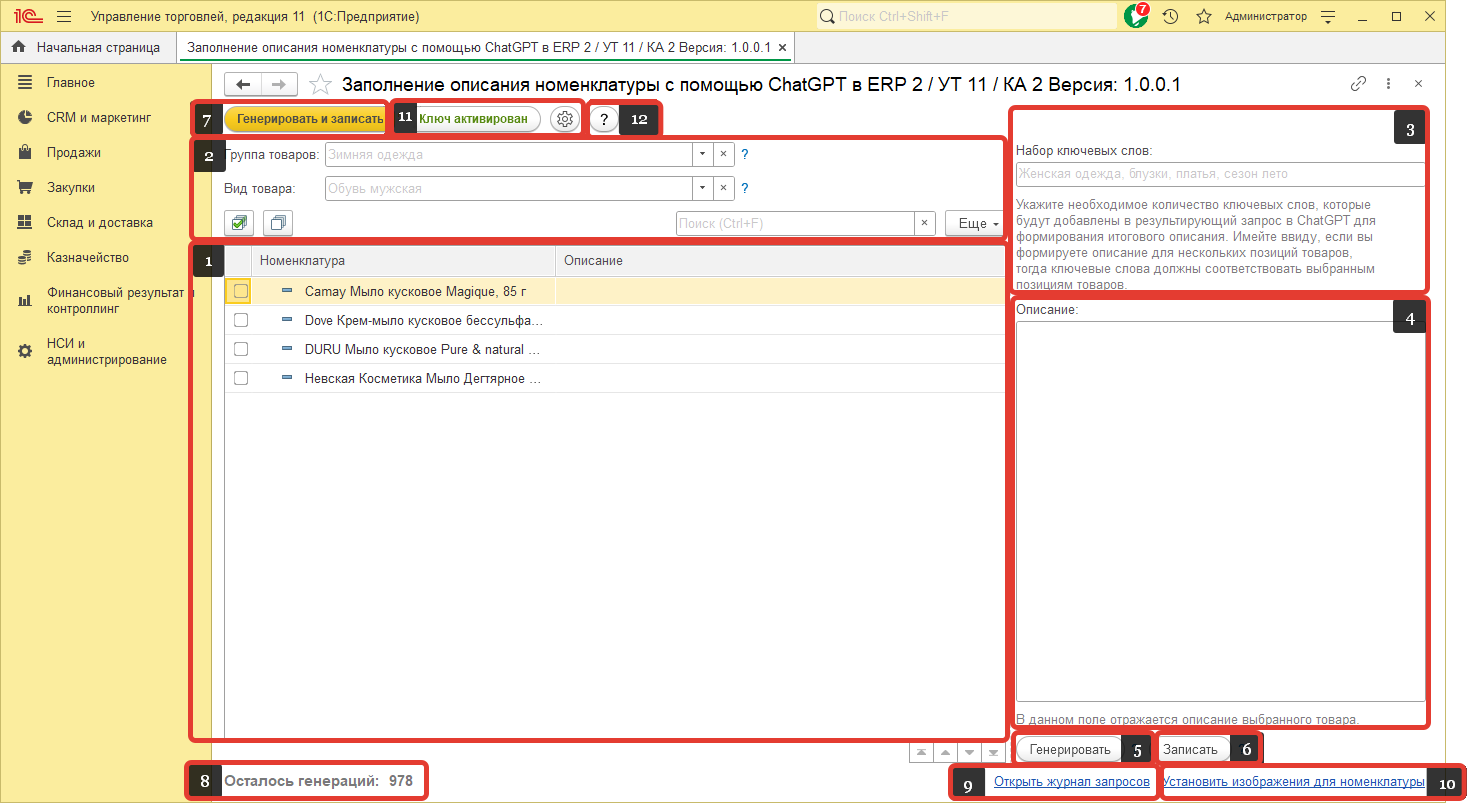 1С Управление торговлей, редакция 11 (1С:Предприятие) Поиск Ctrl+Shift+F 7 Администратор
Начальная страница Заполнение описания номенклатуры с помощью ChatGPT в ERP 2 / УТ 11 / КА 2 Версия: 1.0.0.1 ×
Главное
CRM и маркетинг
Продажи
Закупки
Склад и доставка
Казначейство
Финансовый результат и
контроллинг
НСИ и
администрирование
Заполнение описания номенклатуры с помощью ChatGPT в ERP 2 / УТ 11 / КА 2 Версия: 1.0.0.1
7 Генерировать и записать 11 Ключ активирован ? 12
2 Группа товаров: Зимняя одежда ?
Вид товара: Обувь мужская ?
Поиск (Ctrl+F) × Еще
1 Номенклатура Описание
Camay Мыло кусковое Magique, 85 г
Dove Крем-мыло кусковое бессульфа...
DURU Мыло кусковое Pure & natural ...
Невская Косметика Мыло Дегтярное ...
3
Набор ключевых слов:
Женская одежда, блузки, платья, сезон лето
Укажите необходимое количество ключевых слов, которые
будут добавлены в результирующий запрос в ChatGPT для
формирования итогового описания. Имейте ввиду, если вы
формируете описание для нескольких позиций товаров,
тогда ключевые слова должны соответствовать выбранным
позициям товаров.
Описание: 4
В данном поле отражается описание выбранного товара.
Генерировать 5 Записать 6
8 Осталось генераций: 978
9 Открыть журнал запросов Установить изображения для номенклатуры 10